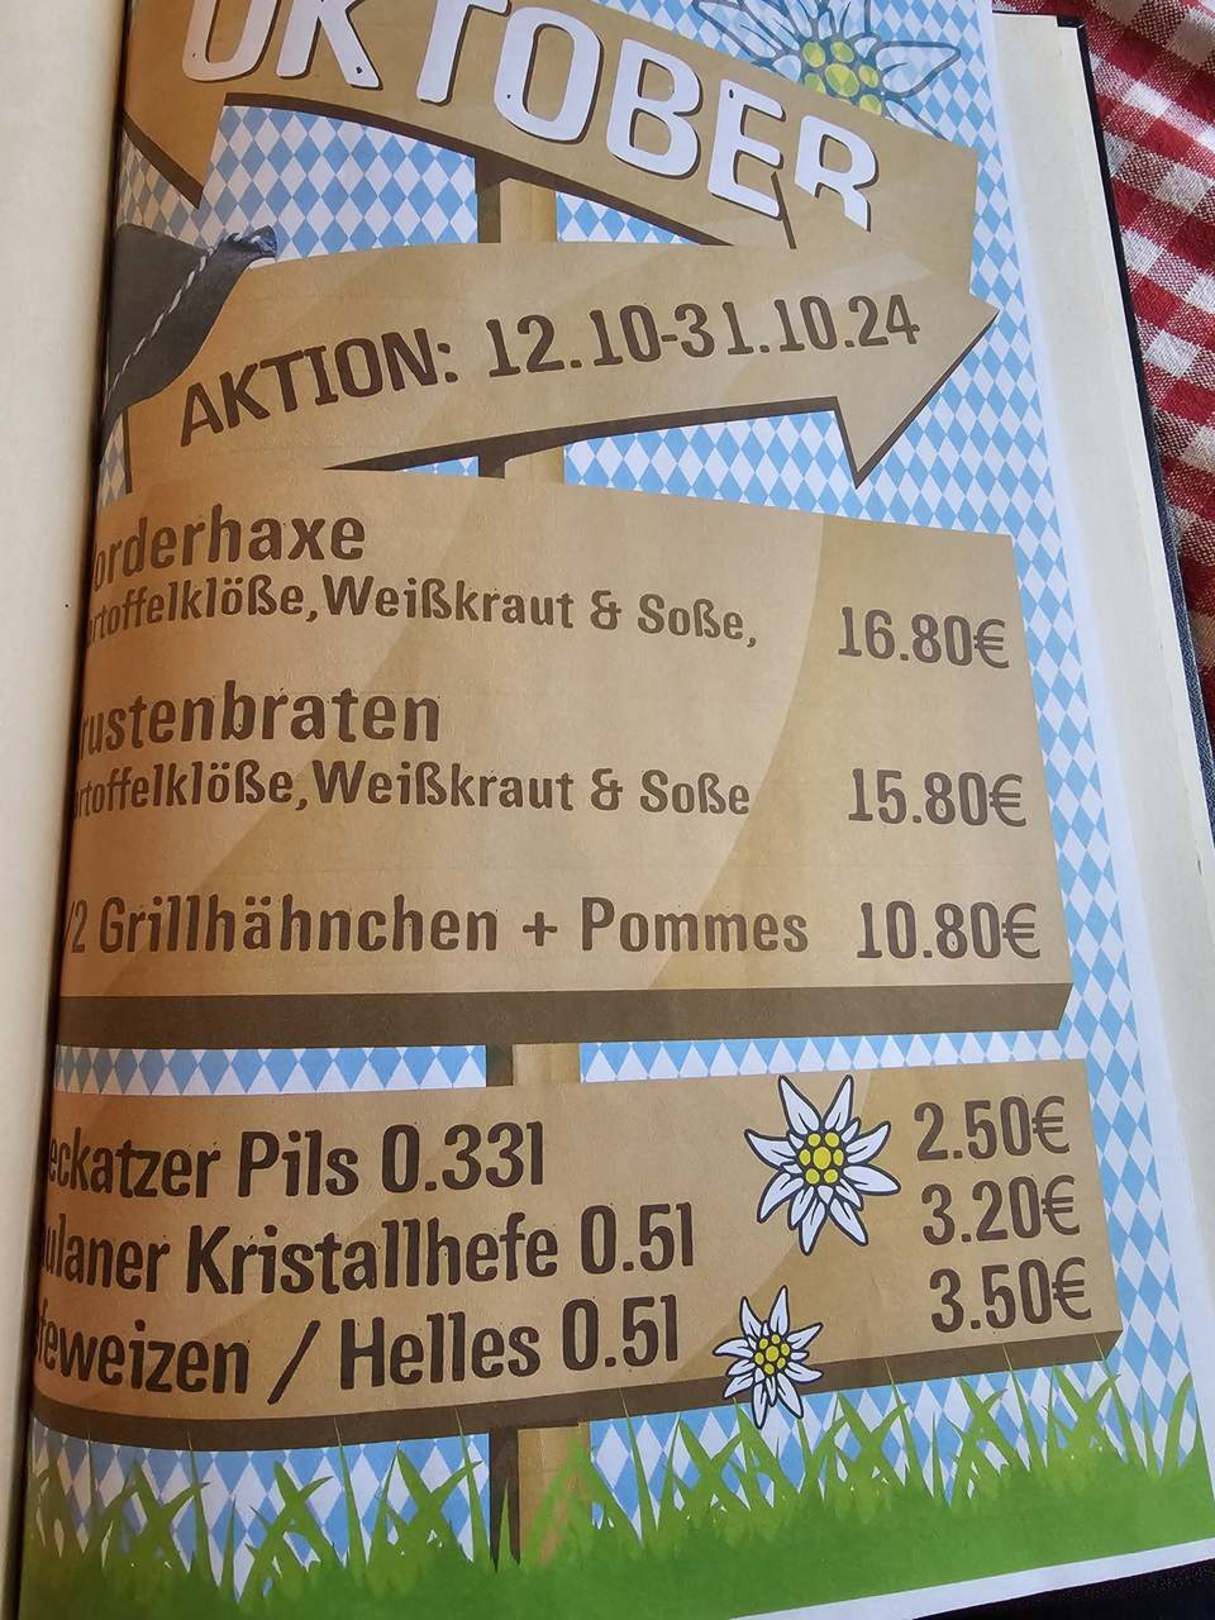 OKTOBER
AKTION: 12.10-31.10.24
orderhaxe
rtoffelklöße,Weißkraut & Soße, 16.80€
rustenbraten
rtoffelklöße,Weißkraut & Soße 15.80€
/2 Grillhähnchen + Pommes 10.80€
eckatzer Pils 0.33l 2.50€
ulaner Kristallhefe 0.5l 3.20€
feweizen / Helles 0.5l 3.50€